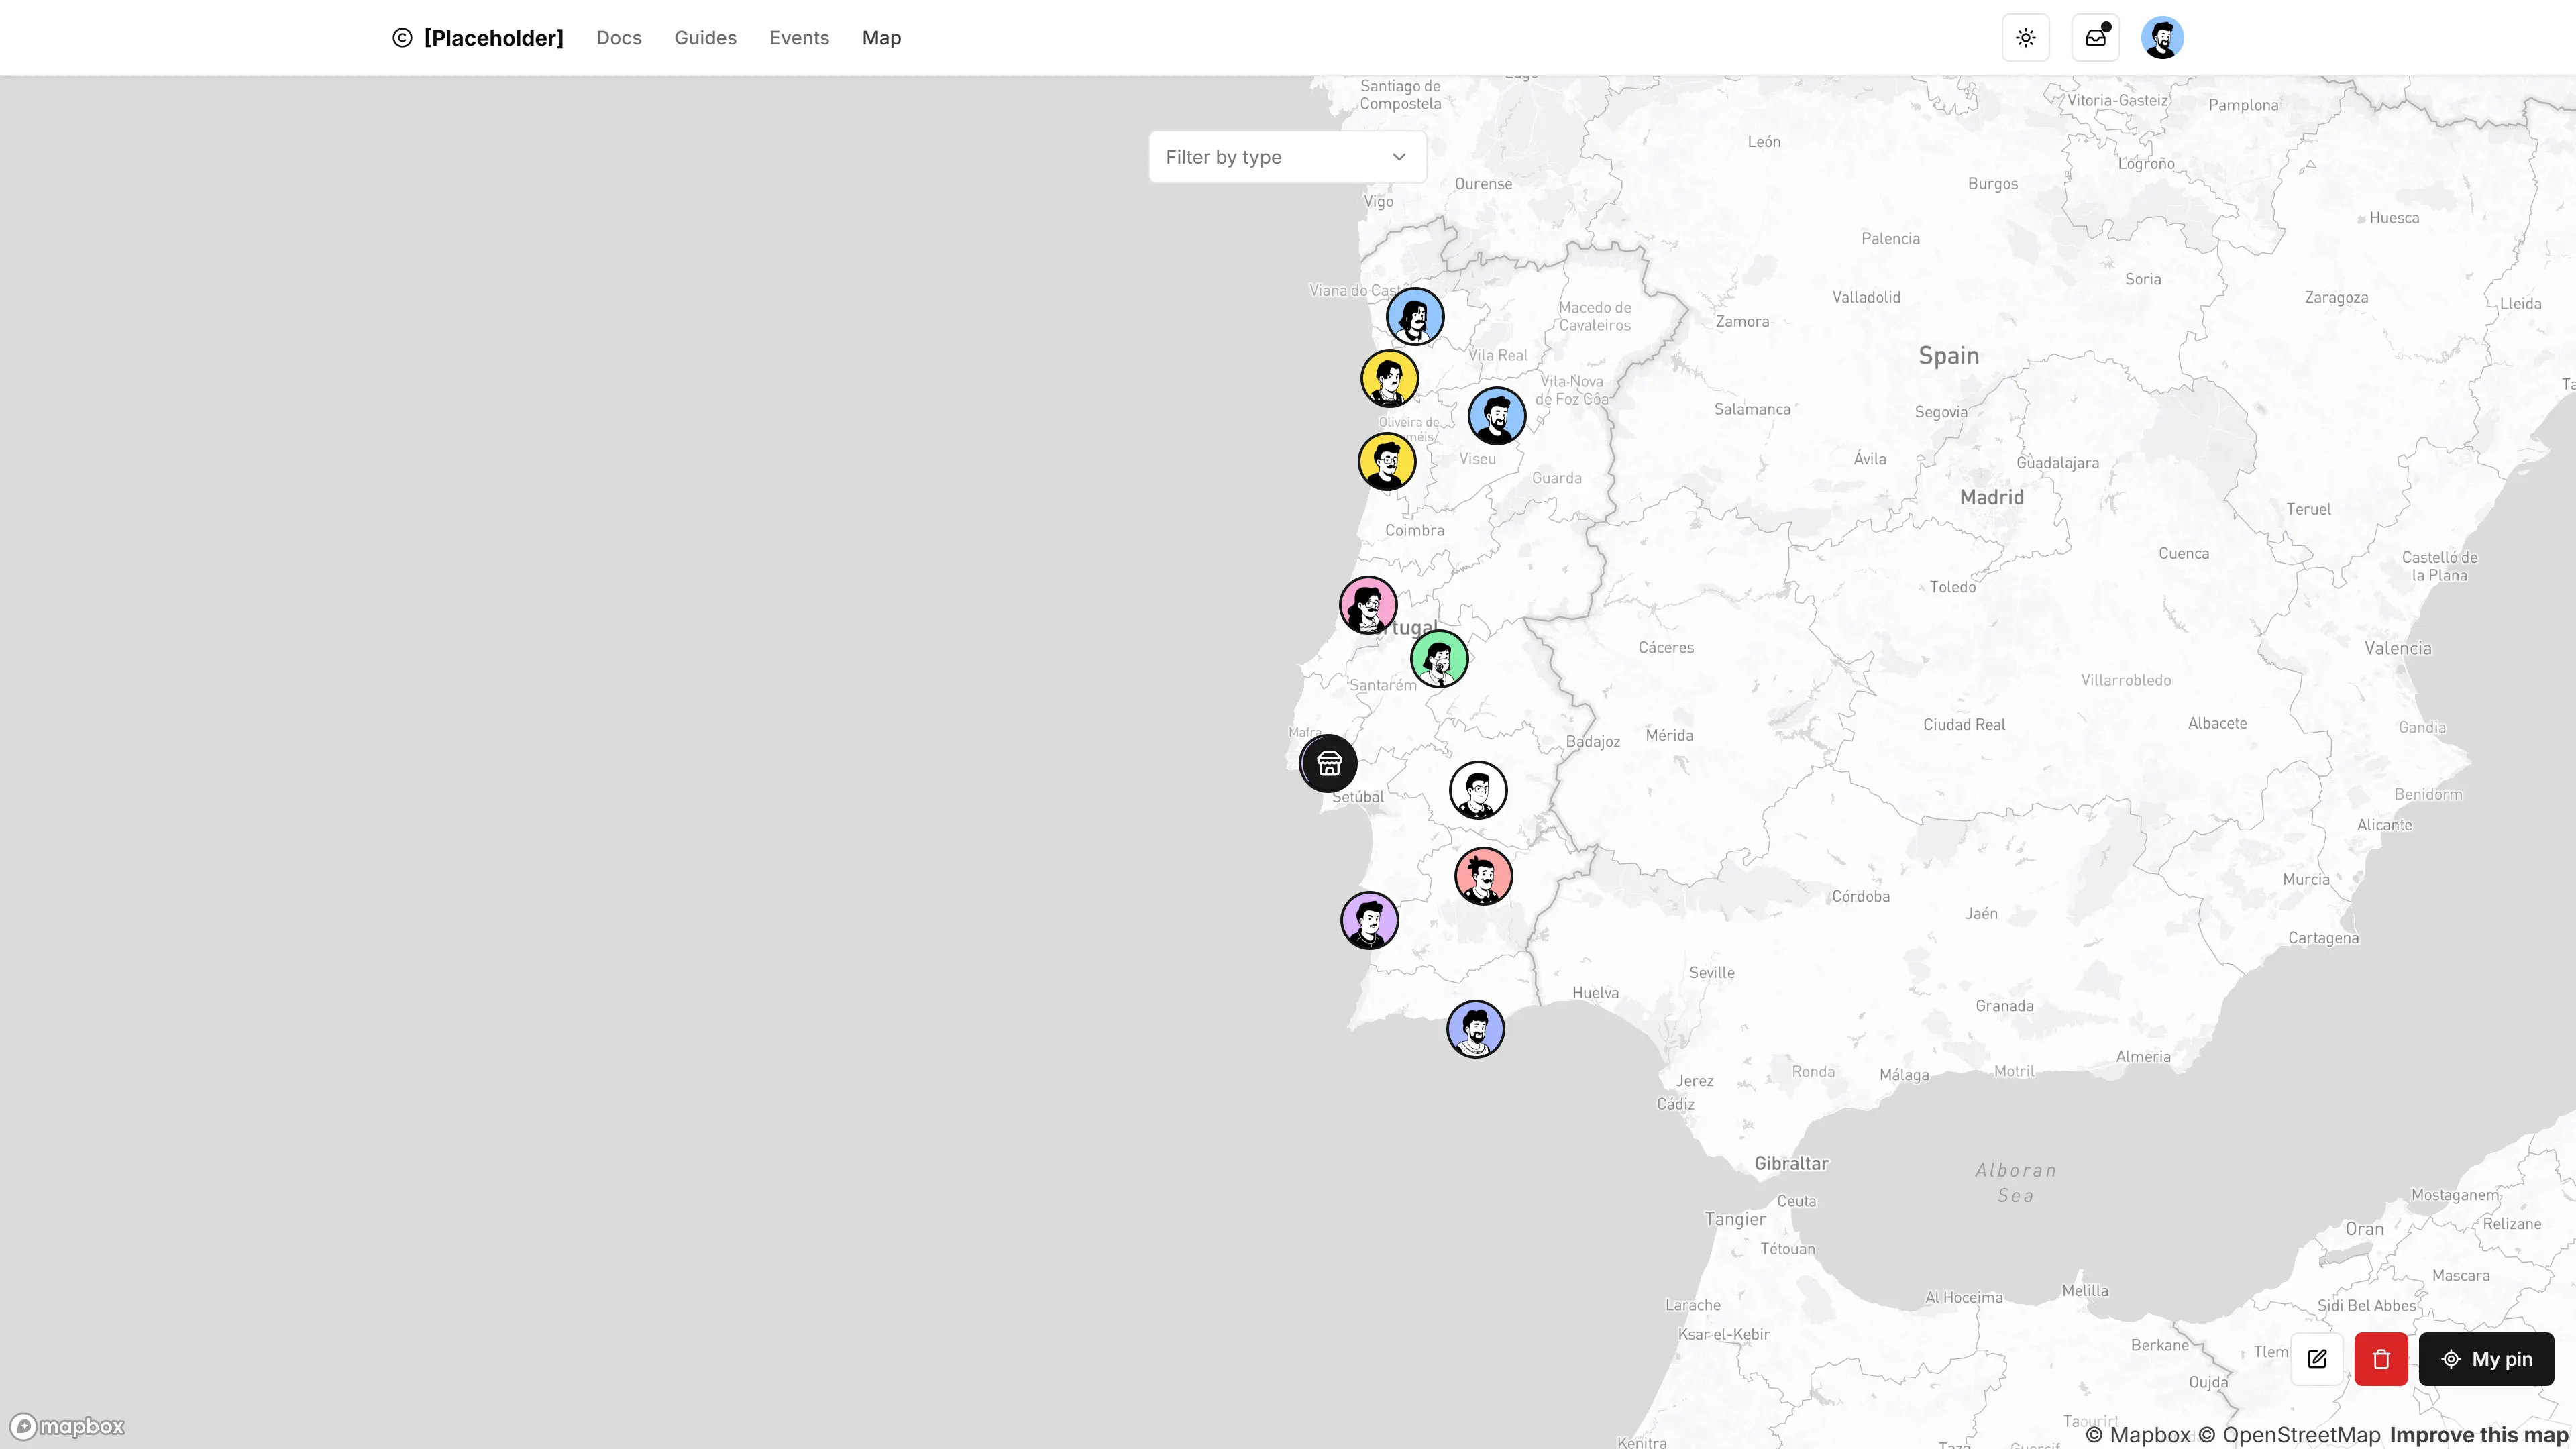 [Placeholder]
Docs
Guides
Events
Map
Filter by type
Santiago de
Compostela
Vitoria-Gasteiz
Pamplona
León
Logroño
Ourense
Burgos
Vigo
Huesca
Palencia
Soria
Viana do
Macedo de
Cavaleiros
Valladolid
Zaragoza
Lleida
Zamora
Vila Real
Spain
Vila Nova
de Foz Côa
Salamanca
Segovia
Oliveira de
Viseu
Ávila
Guadalajara
Guarda
Madrid
Teruel
Coimbra
Cuenca
Castelló de
la Plana
Toledo
Cáceres
Valencia
Santarém
Villarrobledo
Ciudad Real
Albacete
Gandia
Mafra
Badajoz
Mérida
Setúbal
Benidorm
Alicante
Murcia
Córdoba
Jaén
Cartagena
Seville
Huelva
Granada
Almeria
Jerez
Ronda
Málaga
Motril
Cádiz
Gibraltar
Alboran
Sea
Ceuta
Mostaganem
Tangier
Oran
Relizane
Tétouan
Mascara
Al Hoceima
Melilla
Larache
Sidi Bel Abbes
Ksar el-Kebir
Berkane
Tlem
My pin
Oujda
Taourirt
mapbox
© Mapbox © OpenStreetMap Improve this map
Kenitra